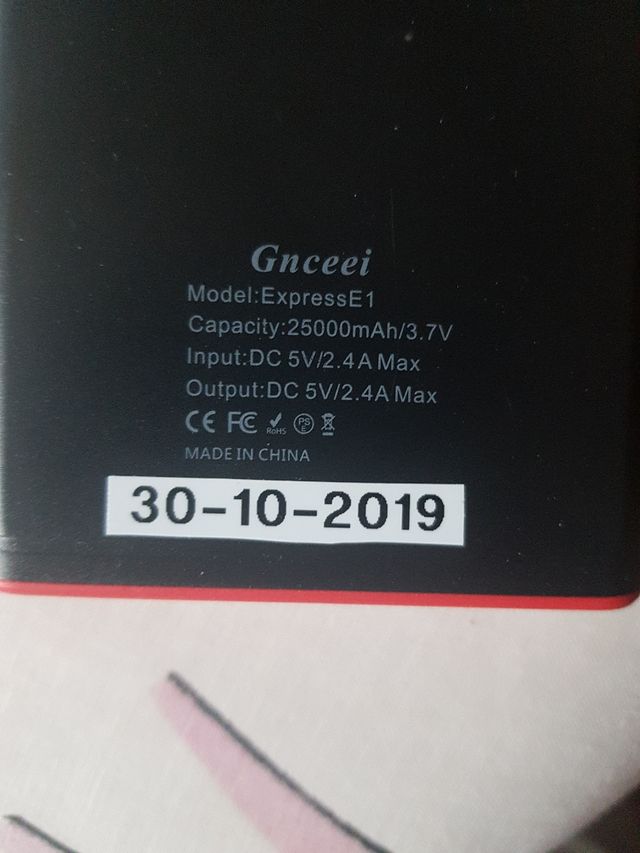 Gnceei
Model:ExpressE1
Capacity:25000mAh/3.7V
Input:DC 5V/2.4A Max
Output:DC 5V/2.4A Max
CE FC RoHS PS E
MADE IN CHINA
30-10-2019